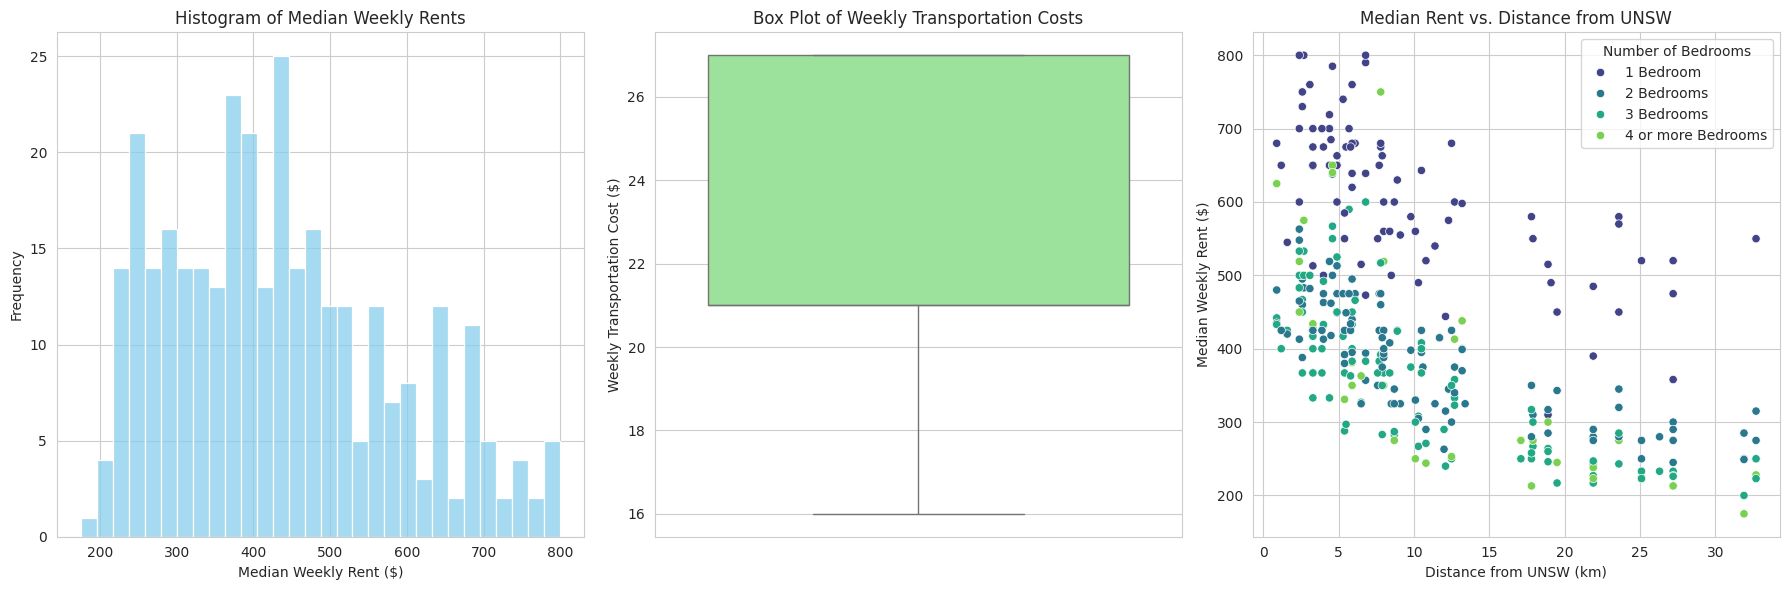 Histogram of Median Weekly Rents
25
20
15
10
5
0
Frequency
200 300 400 500 600 700 800
Median Weekly Rent ($)
Box Plot of Weekly Transportation Costs
26
24
22
20
18
16
Weekly Transportation Cost ($)
Median Rent vs. Distance from UNSW
Number of Bedrooms
1 Bedroom
2 Bedrooms
3 Bedrooms
4 or more Bedrooms
800
700
600
500
400
300
200
Median Weekly Rent ($)
0 5 10 15 20 25 30
Distance from UNSW (km)